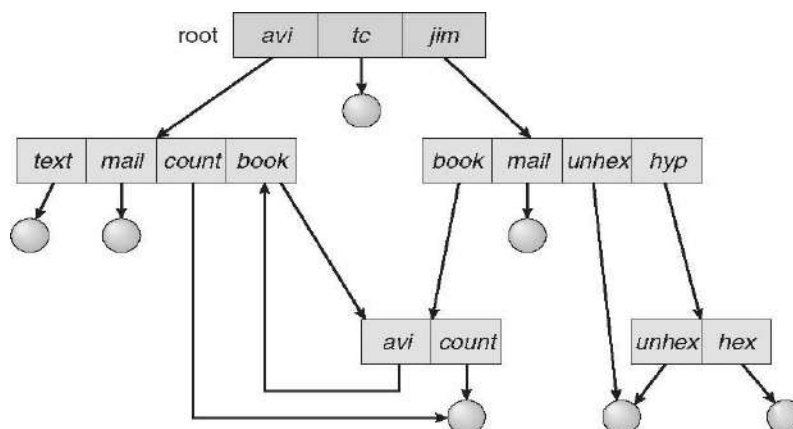 root avi tc jim
text mail count book book mail unhex hyp
avi count unhex hex